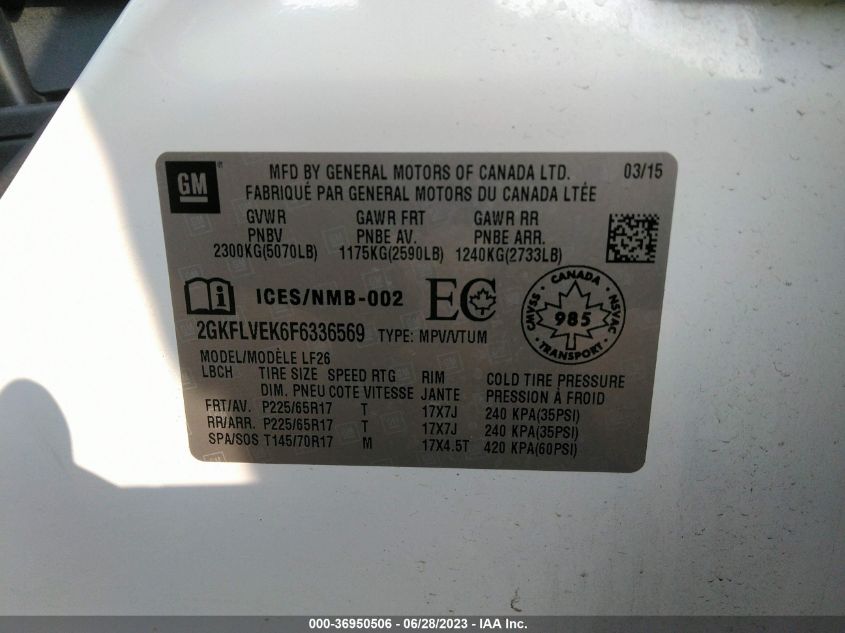 GM
MFD BY GENERAL MOTORS OF CANADA LTD. 03/15
FABRIQUÉ PAR GENERAL MOTORS DU CANADA LTÉE
GVWR GAWR FRT GAWR RR
PNBV PNBE AV. PNBE ARR.
2300KG(5070LB) 1175KG(2590LB) 1240KG(2733LB)
ICES/NMB-002 EC
CANADA
CMVSS 985 NSVAC
TRANSPORT
2GKFLVEK6F6336569 TYPE: MPV/VTUM
MODEL/MODÈLE LF26
LBCH TIRE SIZE SPEED RTG RIM COLD TIRE PRESSURE
DIM. PNEU COTE VITESSE JANTE PRESSION À FROID
FRT/AV. P225/65R17 T 17X7J 240 KPA(35PSI)
RR/ARR. P225/65R17 T 17X7J 240 KPA(35PSI)
SPA/SOS T145/70R17 M 17X4.5T 420 KPA(60PSI)
000-36950506 - 06/28/2023 - IAA Inc.